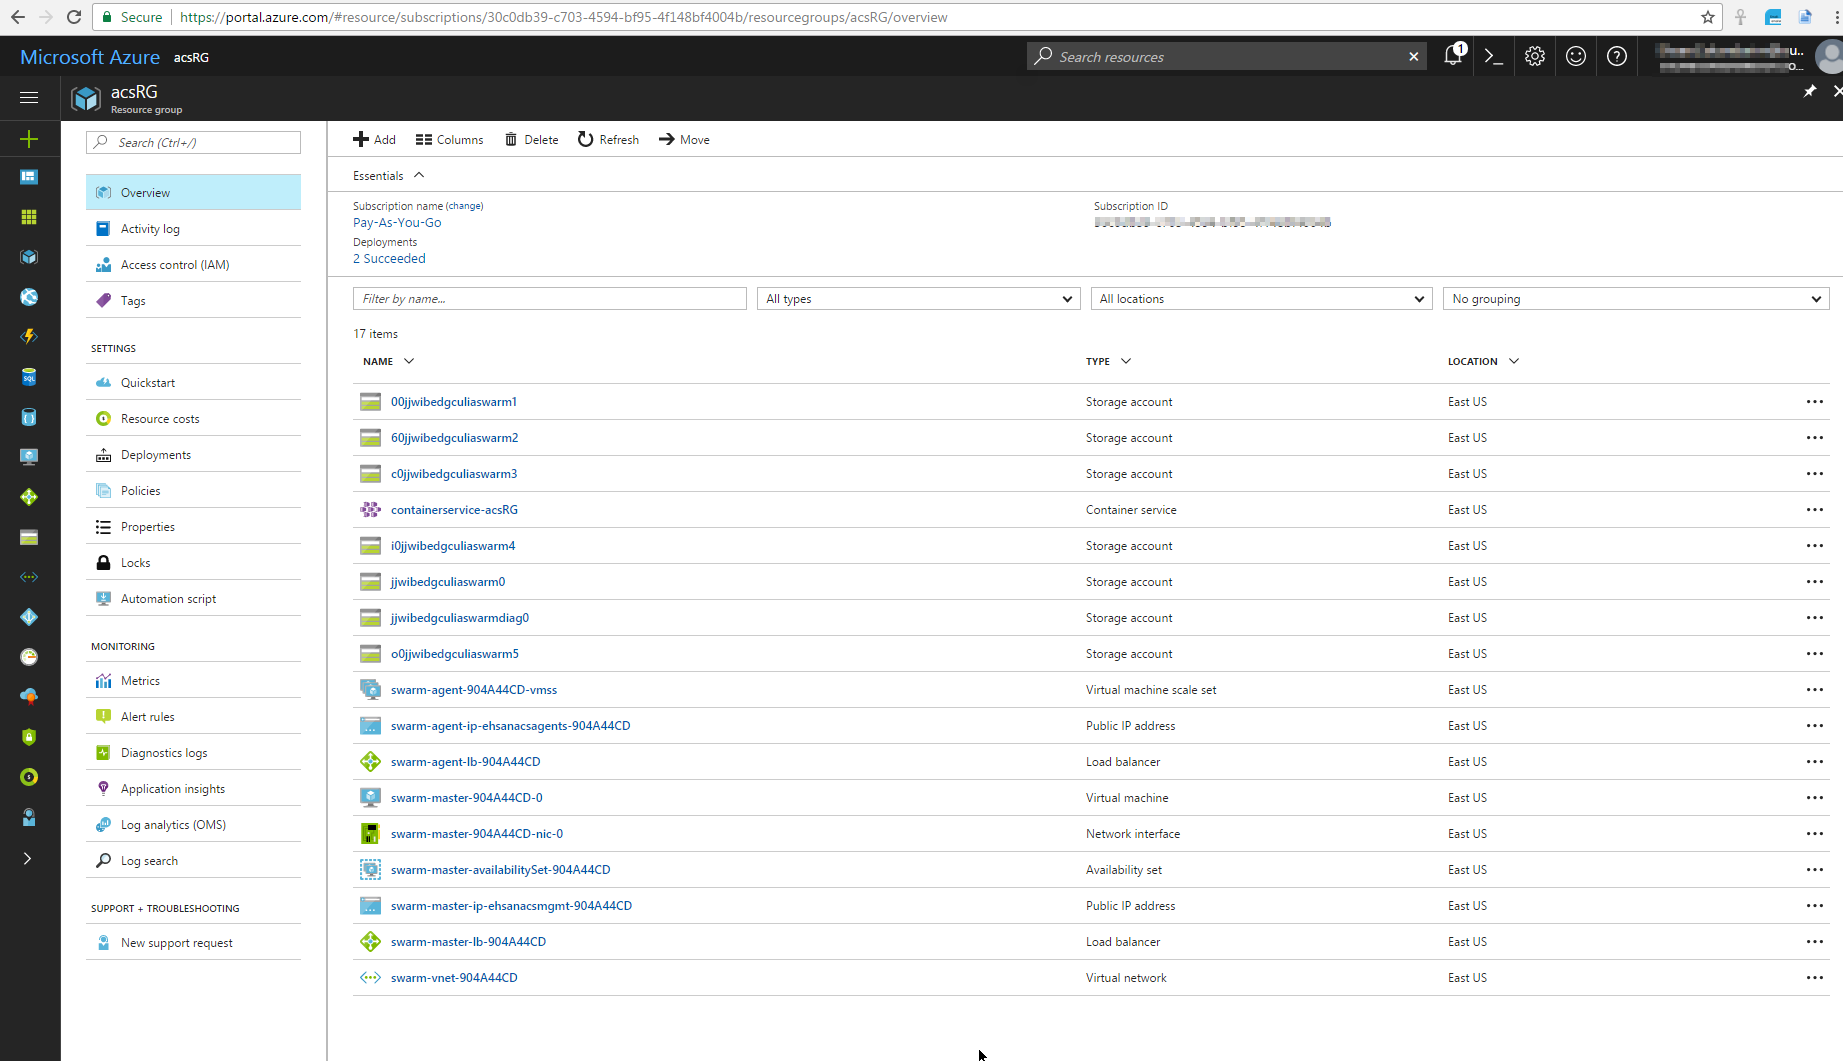 Secure https://portal.azure.com/#resource/subscriptions/30c0db39-c703-4594-bf95-4f148bf4004b/resourcegroups/acsRG/overview
Microsoft Azure acsRG Search resources 1
acsRG
Resource group
Search (Ctrl+/)
Overview
Activity log
Access control (IAM)
Tags
SETTINGS
Quickstart
Resource costs
Deployments
Policies
Properties
Locks
Automation script
MONITORING
Metrics
Alert rules
Diagnostics logs
Application insights
Log analytics (OMS)
Log search
SUPPORT + TROUBLESHOOTING
New support request
Add Columns Delete Refresh Move
Essentials
Subscription name (change) Subscription ID
Pay-As-You-Go
Deployments
2 Succeeded
Filter by name... All types All locations No grouping
17 items
NAME TYPE LOCATION
00jjwibedgculiaswarm1 Storage account East US
60jjwibedgculiaswarm2 Storage account East US
c0jjwibedgculiaswarm3 Storage account East US
containerservice-acsRG Container service East US
i0jjwibedgculiaswarm4 Storage account East US
jjwibedgculiaswarm0 Storage account East US
jjwibedgculiaswarmdiag0 Storage account East US
o0jjwibedgculiaswarm5 Storage account East US
swarm-agent-904A44CD-vmss Virtual machine scale set East US
swarm-agent-ip-ehsanacsagents-904A44CD Public IP address East US
swarm-agent-lb-904A44CD Load balancer East US
swarm-master-904A44CD-0 Virtual machine East US
swarm-master-904A44CD-nic-0 Network interface East US
swarm-master-availabilitySet-904A44CD Availability set East US
swarm-master-ip-ehsanacsmgmt-904A44CD Public IP address East US
swarm-master-lb-904A44CD Load balancer East US
swarm-vnet-904A44CD Virtual network East US